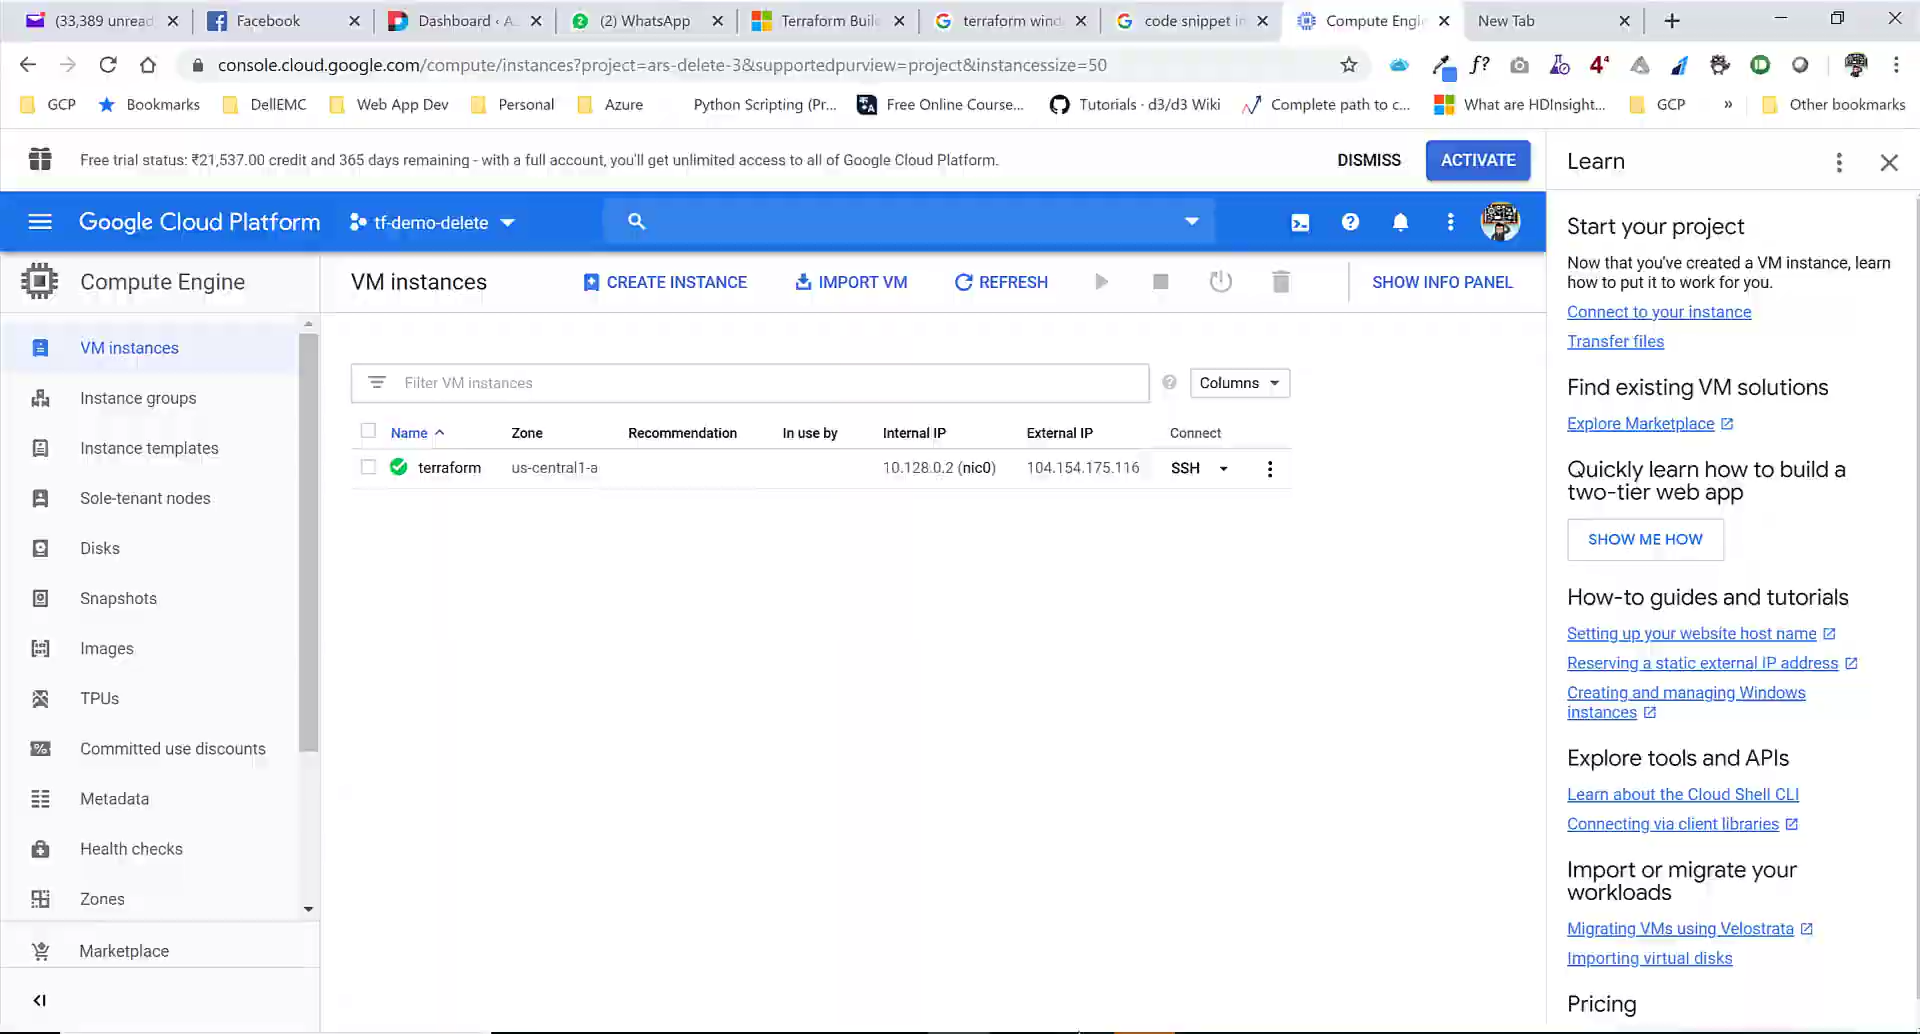 (33,389 unread
Facebook
Dashboard ‹ A
(2) WhatsApp
Terraform Buil
terraform wind
code snippet in
Compute Engi
New Tab
console.cloud.google.com/compute/instances?project=ars-delete-3&supportedpurview=project&instancessize=50
GCP
Bookmarks
DellEMC
Web App Dev
Personal
Azure
Python Scripting (Pr...
Free Online Course...
Tutorials · d3/d3 Wiki
Complete path to c...
What are HDInsight...
GCP
»
Other bookmarks
Free trial status: ₹21,537.00 credit and 365 days remaining - with a full account, you'll get unlimited access to all of Google Cloud Platform.
DISMISS
ACTIVATE
Google Cloud Platform
tf-demo-delete
Compute Engine
VM instances
CREATE INSTANCE
IMPORT VM
REFRESH
SHOW INFO PANEL
VM instances
Instance groups
Instance templates
Sole-tenant nodes
Disks
Snapshots
Images
TPUs
Committed use discounts
Metadata
Health checks
Zones
Marketplace
Filter VM instances
Columns
Name
Zone
Recommendation
In use by
Internal IP
External IP
Connect
terraform
us-central1-a
10.128.0.2 (nic0)
104.154.175.116
SSH
Learn
Start your project
Now that you've created a VM instance, learn
how to put it to work for you.
Connect to your instance
Transfer files
Find existing VM solutions
Explore Marketplace
Quickly learn how to build a
two-tier web app
SHOW ME HOW
How-to guides and tutorials
Setting up your website host name
Reserving a static external IP address
Creating and managing Windows
instances
Explore tools and APIs
Learn about the Cloud Shell CLI
Connecting via client libraries
Import or migrate your
workloads
Migrating VMs using Velostrata
Importing virtual disks
Pricing